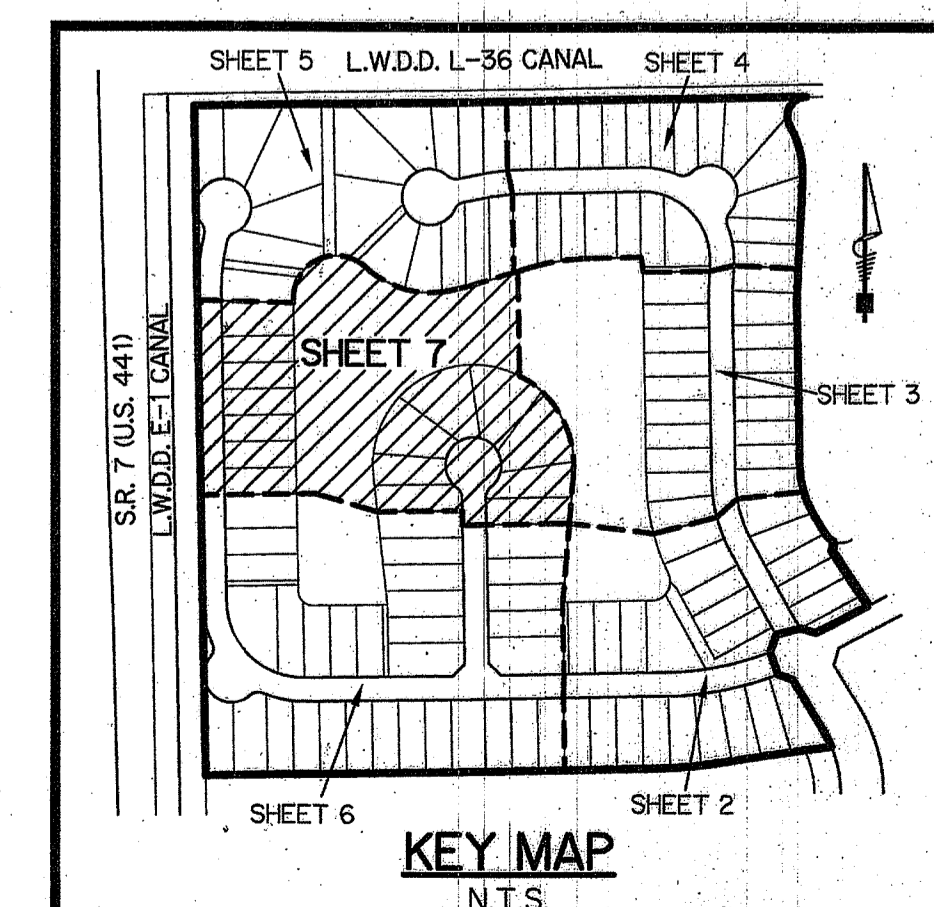 SHEET 5 L.W.D.D. L-36 CANAL SHEET 4
SHEET 7
SHEET 3
S.R. 7 (U.S. 441)
L.W.D.D. E-1 CANAL
SHEET 6
SHEET 2
KEY MAP
N.T.S.